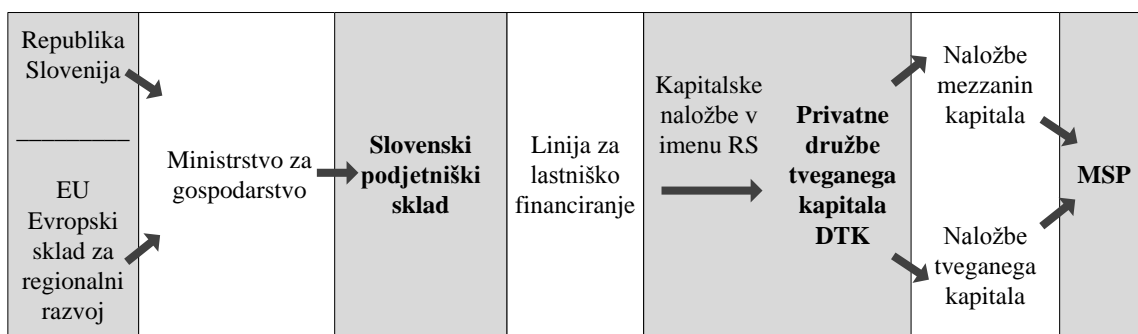 Republika
Slovenija
_________
EU
Evropski
sklad za
regionalni
razvoj
Ministrstvo za
gospodarstvo
Slovenski
podjetniški
sklad
Linija za
lastniško
financiranje
Kapitalske
naložbe v
imenu RS
Privatne
družbe
tveganega
kapitala
DTK
Naložbe
mezzanin
kapitala
Naložbe
tveganega
kapitala
MSP